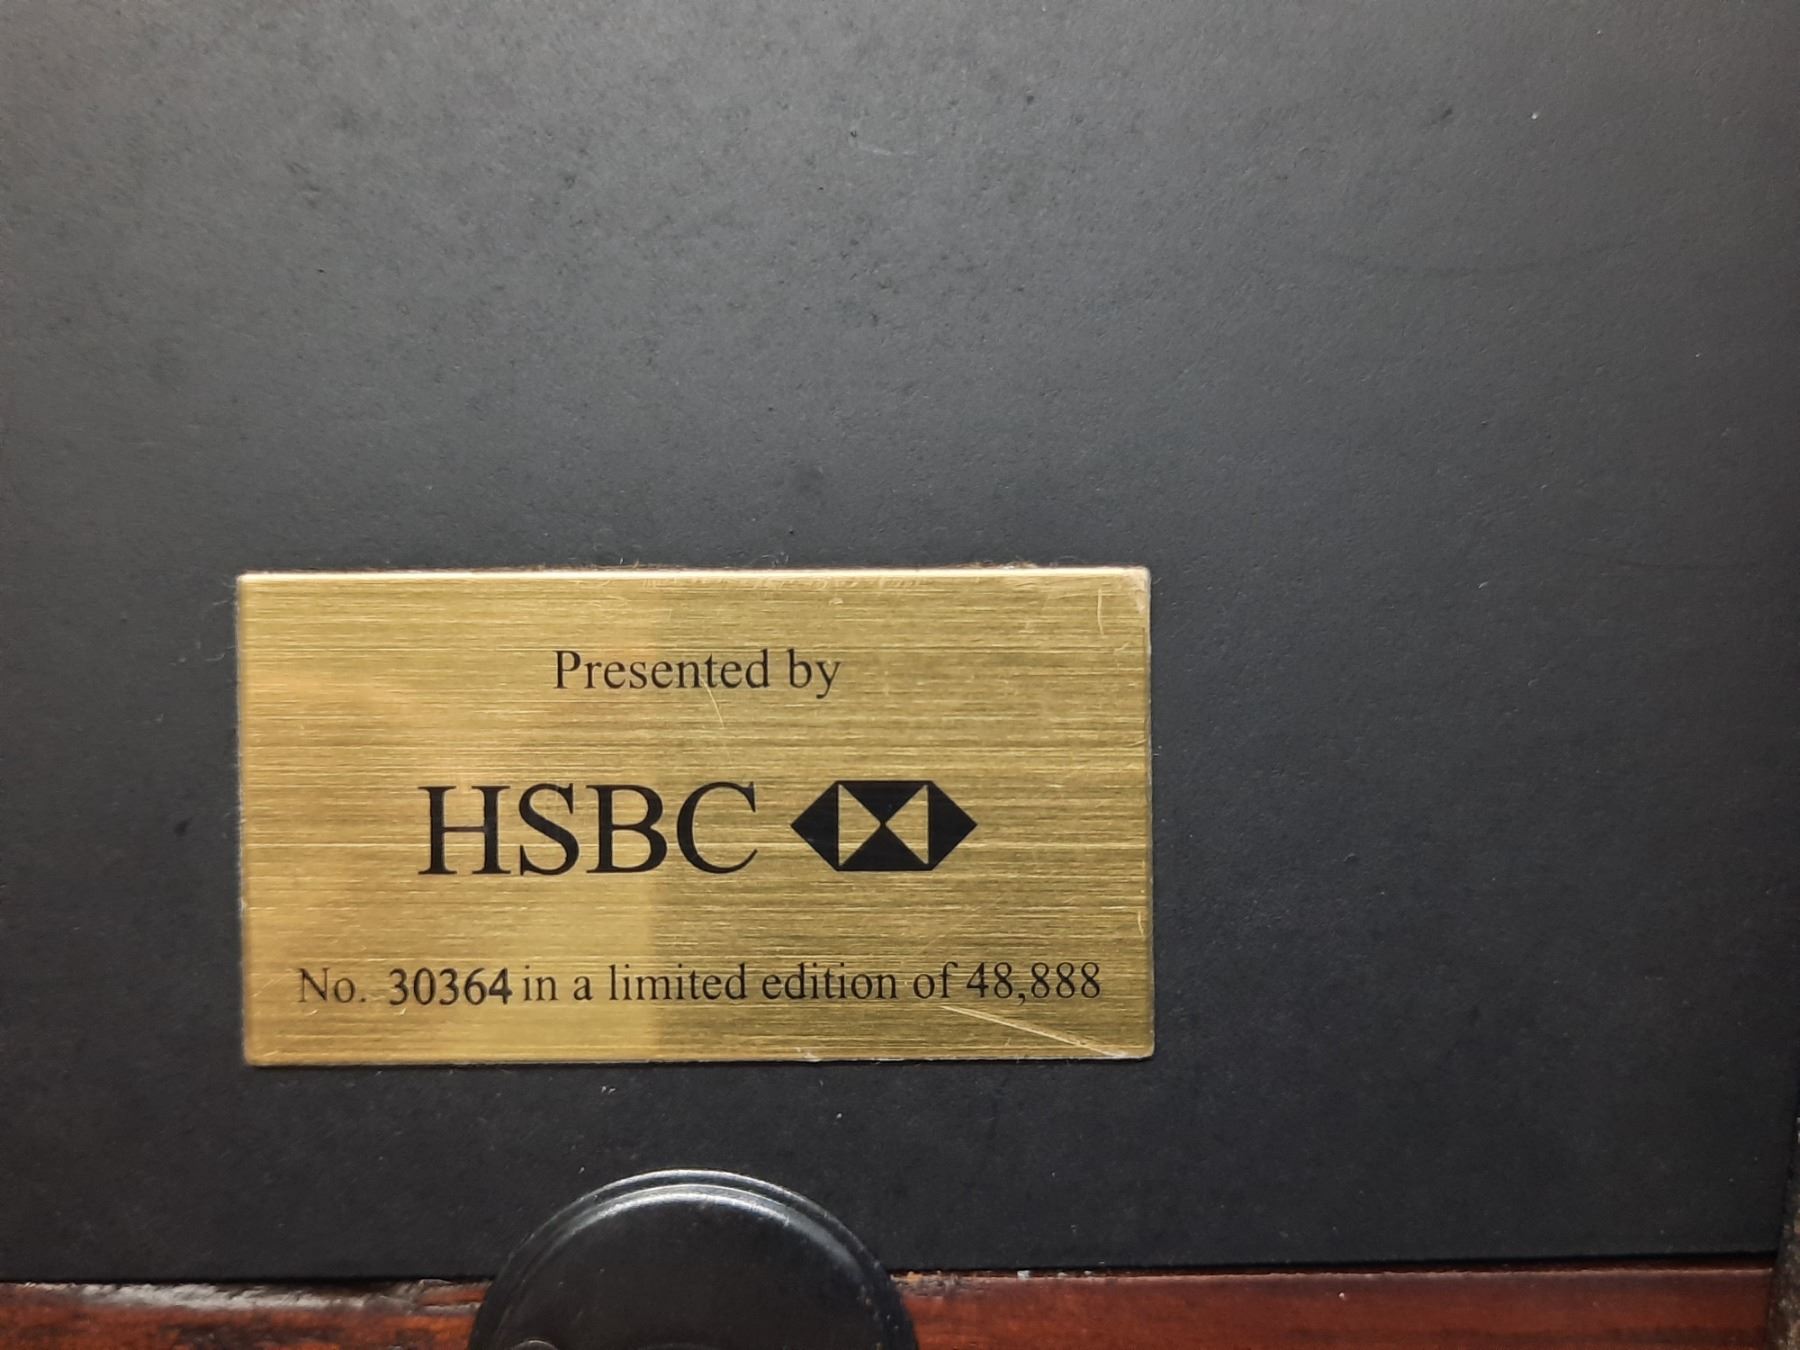 Presented by
HSBC
No. 30364 in a limited edition of 48,888